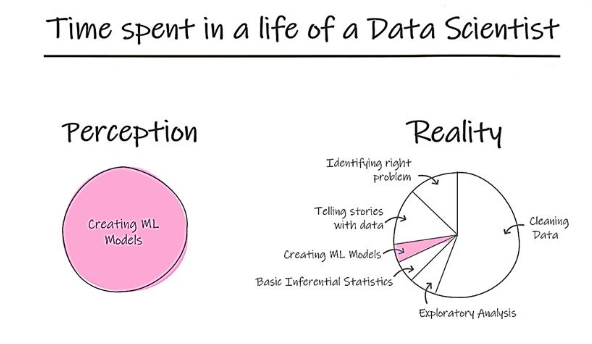 Time spent in a life of a Data Scientist
Perception
Creating ML
Models
Reality
Identifying right
problem
Telling stories
with data
Creating ML Models
Basic Inferential Statistics
Exploratory Analysis
Cleaning
Data